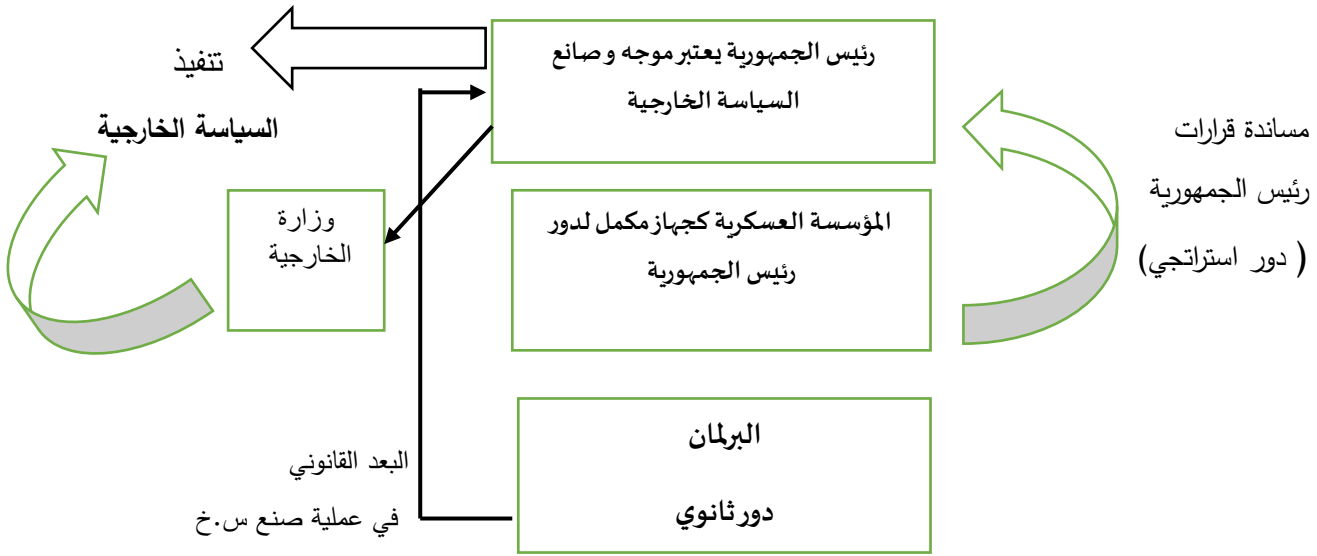 رئيس الجمهورية يعتبر موجه و صانع
السياسة الخارجية
تنفيذ
السياسة الخارجية
مساندة قرارات
رئيس الجمهورية
( دور استراتجي)
المؤسسة العسكرية كجهاز مكمل لدور
رئيس الجمهورية
وزارة
الخارجية
البرلمان
دور ثانوي
البعد القانوني
في عملية صنع س.خ